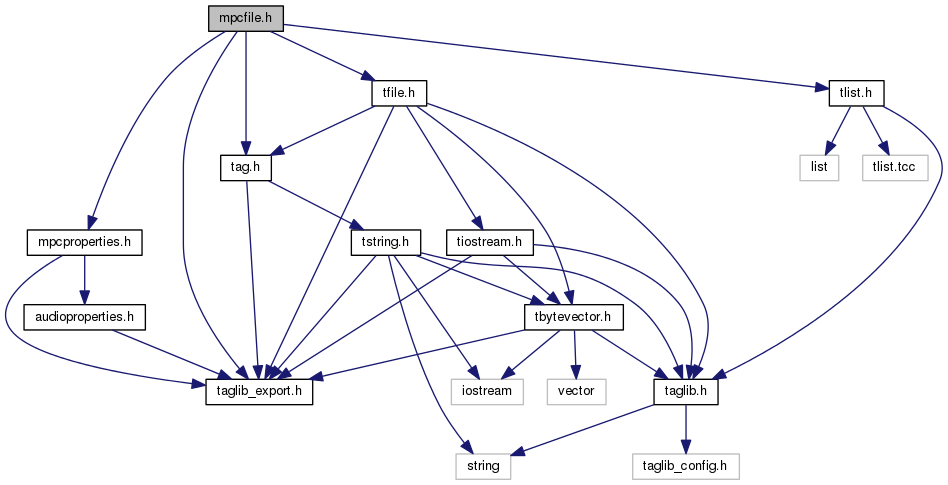 mpcfile.h
tfile.h
tlist.h
tag.h
list
tlist.tcc
mpcproperties.h
tstring.h
tiostream.h
audioproperties.h
tbytevector.h
taglib_export.h
iostream
vector
taglib.h
string
taglib_config.h